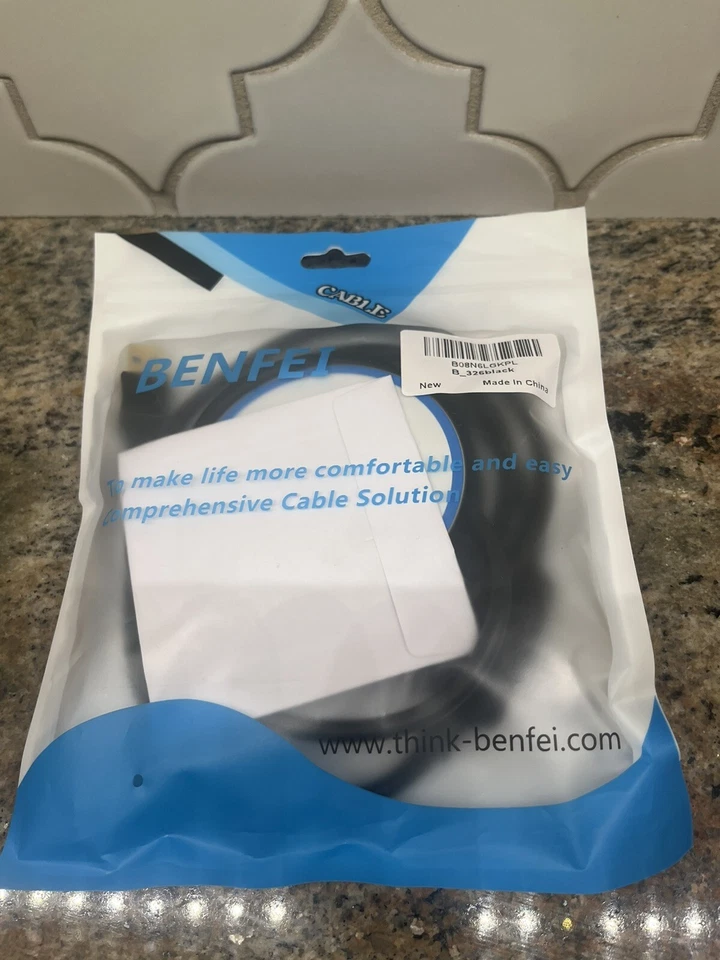 CABLE
BENFEI
B08N6LGKPL
B_326black
New Made In China
To make life more comfortable and easy
comprehensive Cable Solution
www.think-benfei.com